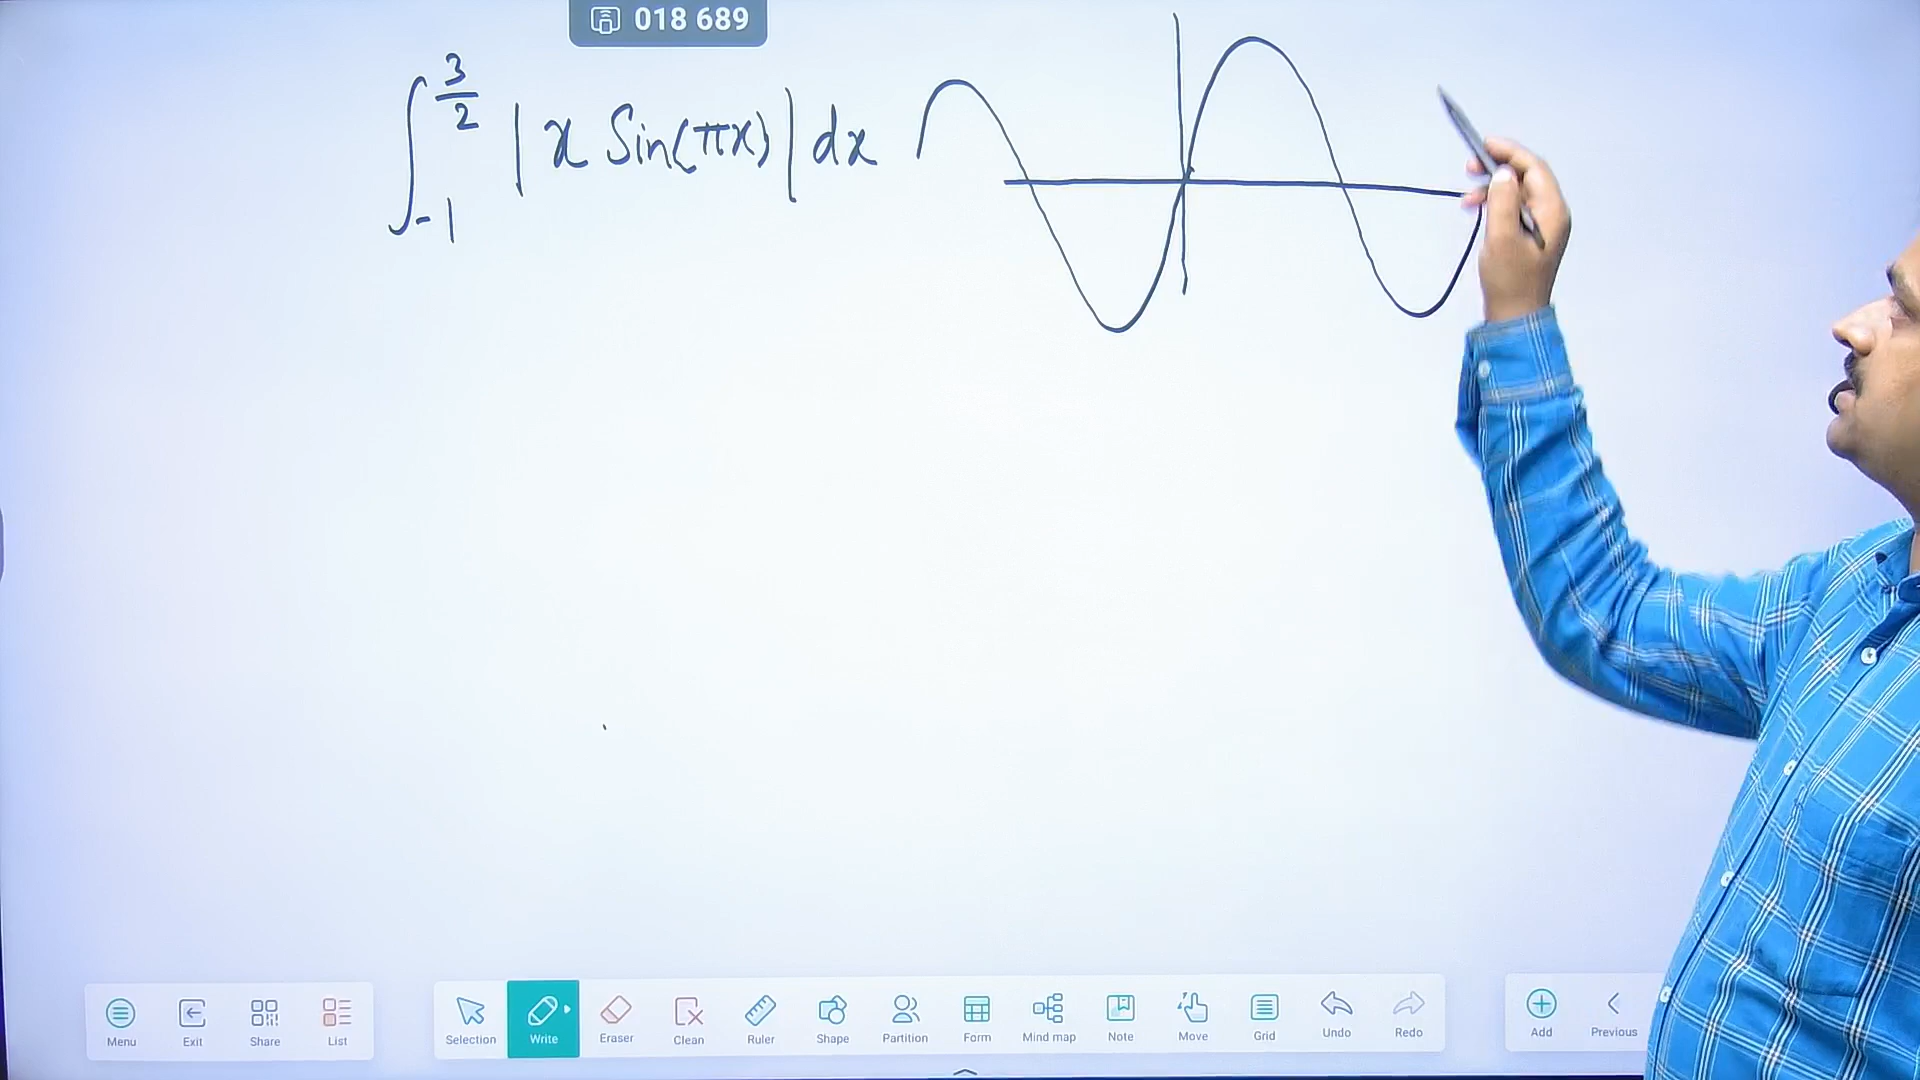 018 689
∫_{-1}^{3/2} |x Sin(πx)| dx
Menu Exit Share List Selection Write Eraser Clean Ruler Shape Partition Form Mind map Note Move Grid Undo Redo Add Previous